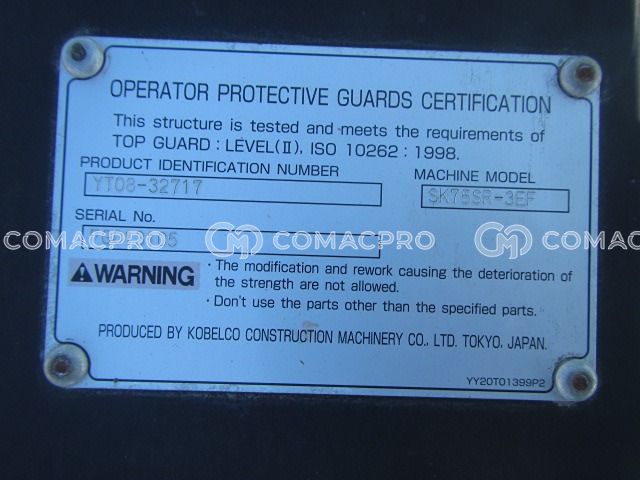 OPERATOR PROTECTIVE GUARDS CERTIFICATION
This structure is tested and meets the requirements of
TOP GUARD : LEVEL(II), ISO 10262 : 1998.
PRODUCT IDENTIFICATION NUMBER
YT08-32717
MACHINE MODEL
SK75SR-3EF
SERIAL No.
COMACPRO COMACPRO COMACPRO
WARNING
・The modification and rework causing the deterioration of
the strength are not allowed.
・Don't use the parts other than the specified parts.
PRODUCED BY KOBELCO CONSTRUCTION MACHINERY CO., LTD. TOKYO, JAPAN.
YY20T01399P2